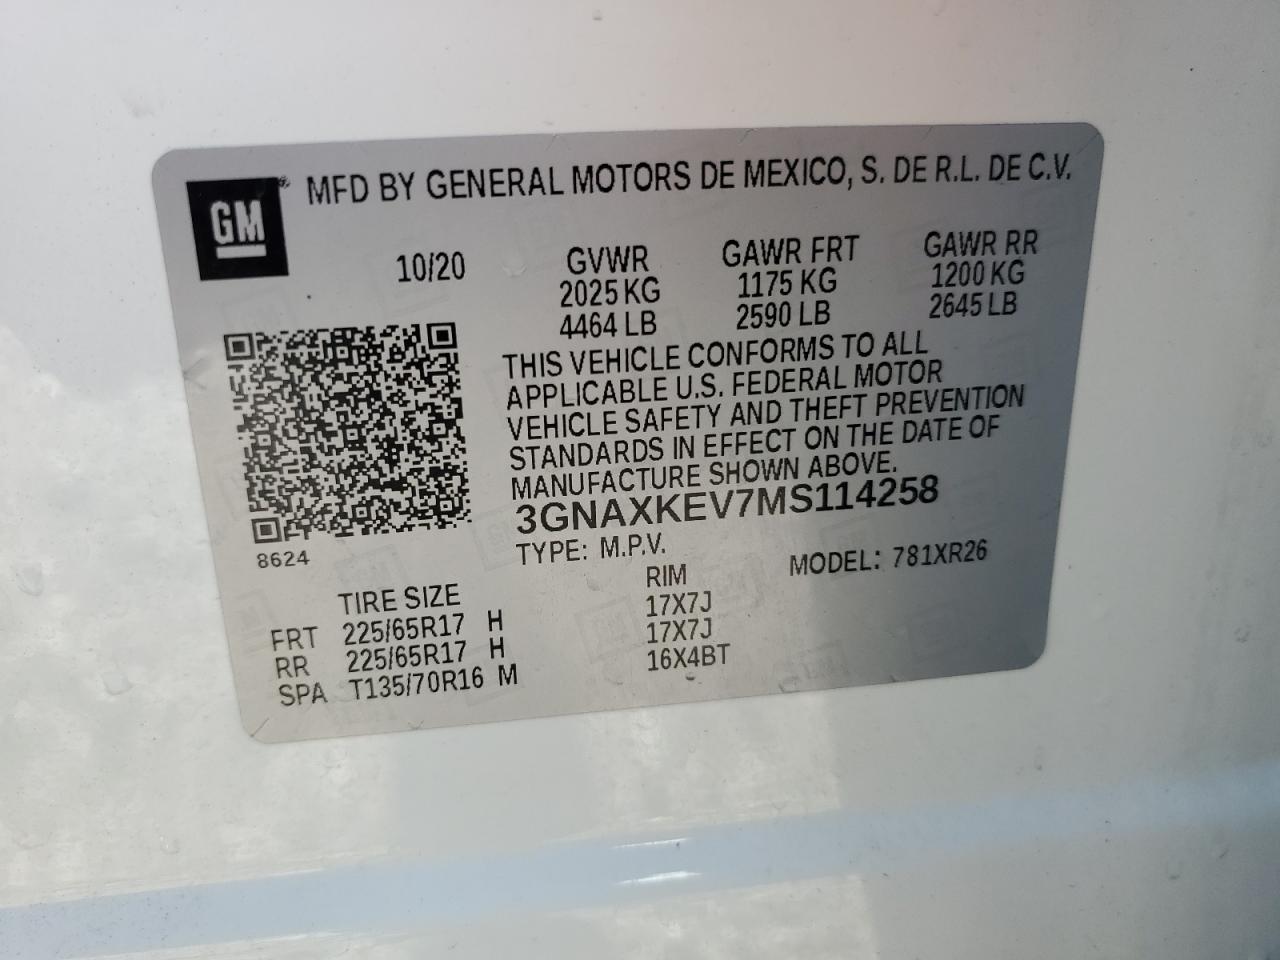 GM
MFD BY GENERAL MOTORS DE MEXICO, S. DE R.L. DE C.V.
10/20 GVWR GAWR FRT GAWR RR
2025 KG 1175 KG 1200 KG
4464 LB 2590 LB 2645 LB
THIS VEHICLE CONFORMS TO ALL
APPLICABLE U.S. FEDERAL MOTOR
VEHICLE SAFETY AND THEFT PREVENTION
STANDARDS IN EFFECT ON THE DATE OF
MANUFACTURE SHOWN ABOVE.
3GNAXKEV7MS114258
8624 TYPE: M.P.V. MODEL: 781XR26
TIRE SIZE RIM
FRT 225/65R17 H 17X7J
RR 225/65R17 H 17X7J
SPA T135/70R16 M 16X4BT